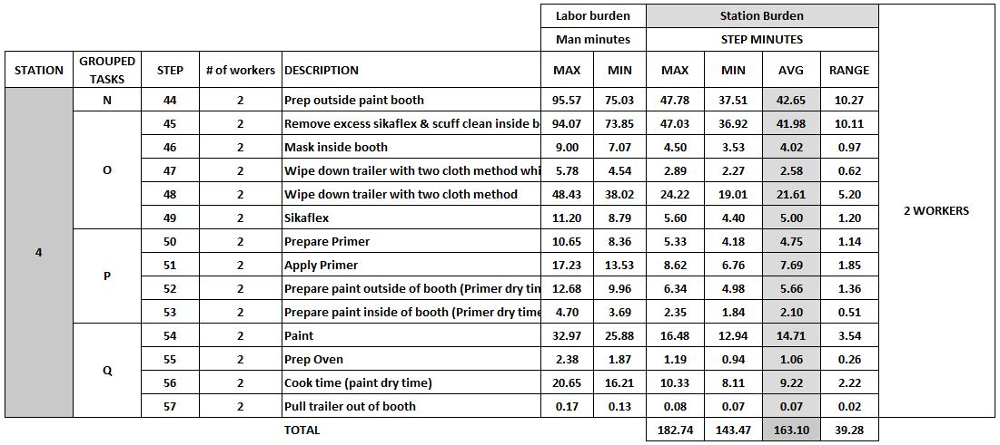 Labor burden Station Burden
Man minutes STEP MINUTES
STATION GROUPED TASKS STEP # of workers DESCRIPTION MAX MIN MAX MIN AVG RANGE
N 44 2 Prep outside paint booth 95.57 75.03 47.78 37.51 42.65 10.27
45 2 Remove excess sikaflex & scuff clean inside b 94.07 73.85 47.03 36.92 41.98 10.11
46 2 Mask inside booth 9.00 7.07 4.50 3.53 4.02 0.97
O 47 2 Wipe down trailer with two cloth method whi 5.78 4.54 2.89 2.27 2.58 0.62
48 2 Wipe down trailer with two cloth method 48.43 38.02 24.22 19.01 21.61 5.20
2 WORKERS
49 2 Sikaflex 11.20 8.79 5.60 4.40 5.00 1.20
50 2 Prepare Primer 10.65 8.36 5.33 4.18 4.75 1.14
4
P 51 2 Apply Primer 17.23 13.53 8.62 6.76 7.69 1.85
52 2 Prepare paint outside of booth (Primer dry tin 12.68 9.96 6.34 4.98 5.66 1.36
53 2 Prepare paint inside of booth (Primer dry time 4.70 3.69 2.35 1.84 2.10 0.51
54 2 Paint 32.97 25.88 16.48 12.94 14.71 3.54
Q 55 2 Prep Oven 2.38 1.87 1.19 0.94 1.06 0.26
56 2 Cook time (paint dry time) 20.65 16.21 10.33 8.11 9.22 2.22
57 2 Pull trailer out of booth 0.17 0.13 0.08 0.07 0.07 0.02
TOTAL 182.74 143.47 163.10 39.28